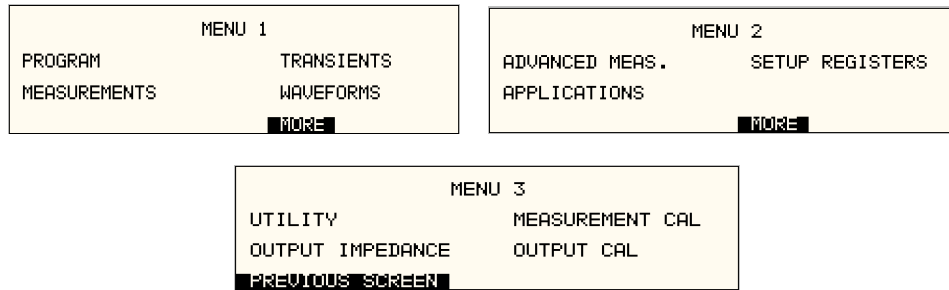 MENU 1
PROGRAM TRANSIENTS
MEASUREMENTS WAVEFORMS
MORE
MENU 2
ADVANCED MEAS. SETUP REGISTERS
APPLICATIONS
MORE
MENU 3
UTILITY MEASUREMENT CAL
OUTPUT IMPEDANCE OUTPUT CAL
PREVIOUS SCREEN